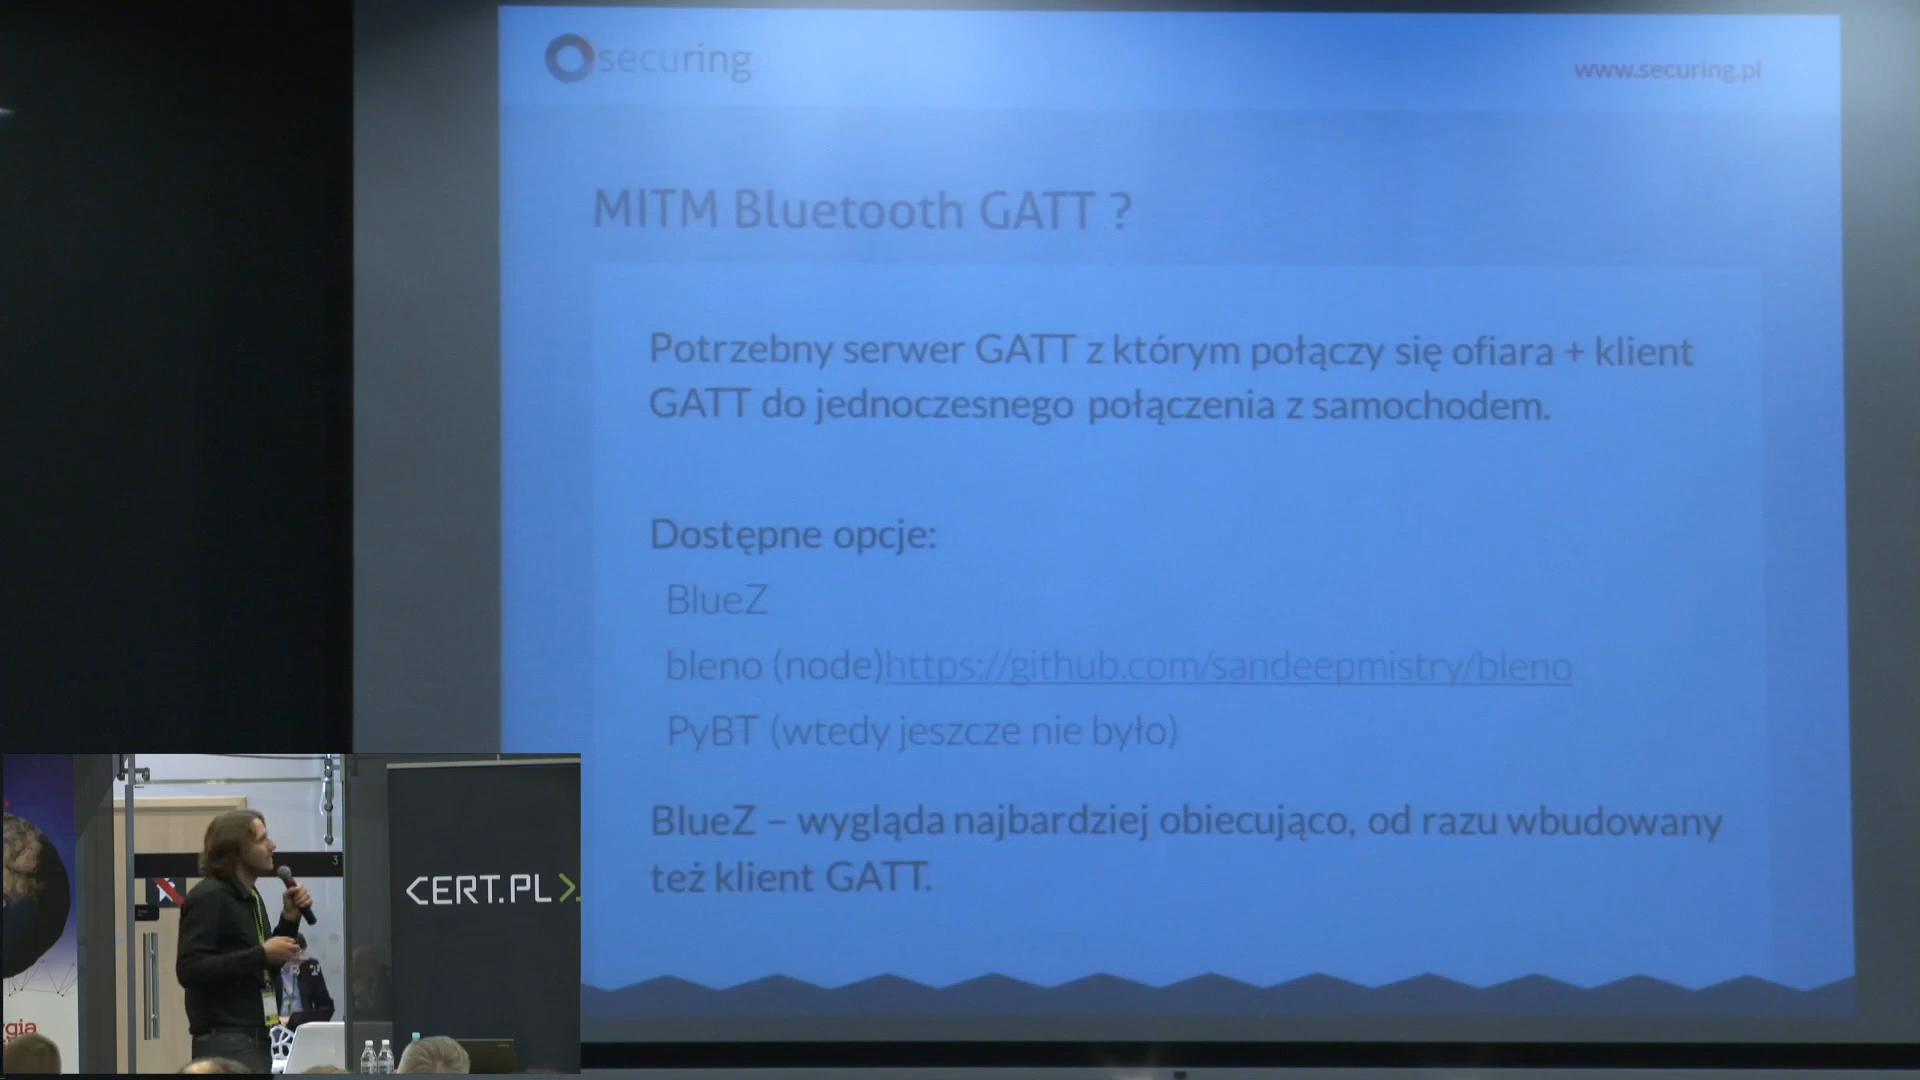 securing
www.securing.pl
MITM Bluetooth GATT ?
Potrzebny serwer GATT z którym połączy się ofiara + klient
GATT do jednoczesnego połączenia z samochodem.
Dostępne opcje:
BlueZ
bleno (node)https://github.com/sandeepmistry/bleno
PyBT (wtedy jeszcze nie było)
BlueZ – wygląda najbardziej obiecująco, od razu wbudowany
też klient GATT.
CERT.PL>_
3